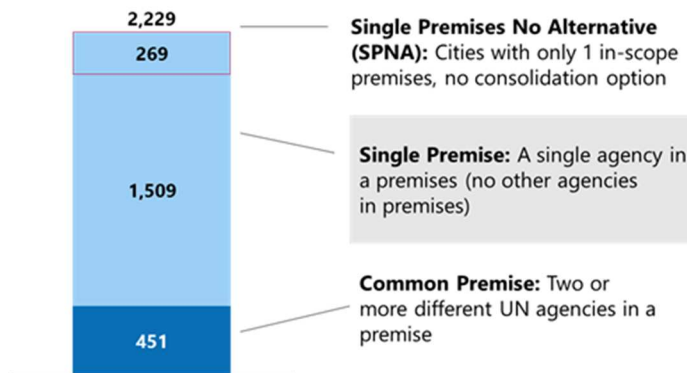 2,229
269
1,509
451
Single Premises No Alternative
(SPNA): Cities with only 1 in-scope
premises, no consolidation option
Single Premise: A single agency in
a premises (no other agencies
in premises)
Common Premise: Two or
more different UN agencies in a
premise